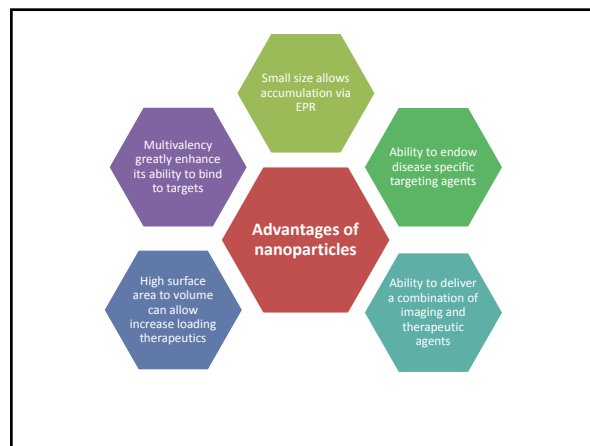 Small size allows
accumulation via
EPR
Multivalency
greatly enhance
its ability to bind
to targets
Ability to endow
disease specific
targeting agents
Advantages of
nanoparticles
High surface
area to volume
can allow
increase loading
therapeutics
Ability to deliver
a combination of
imaging and
therapeutic
agents